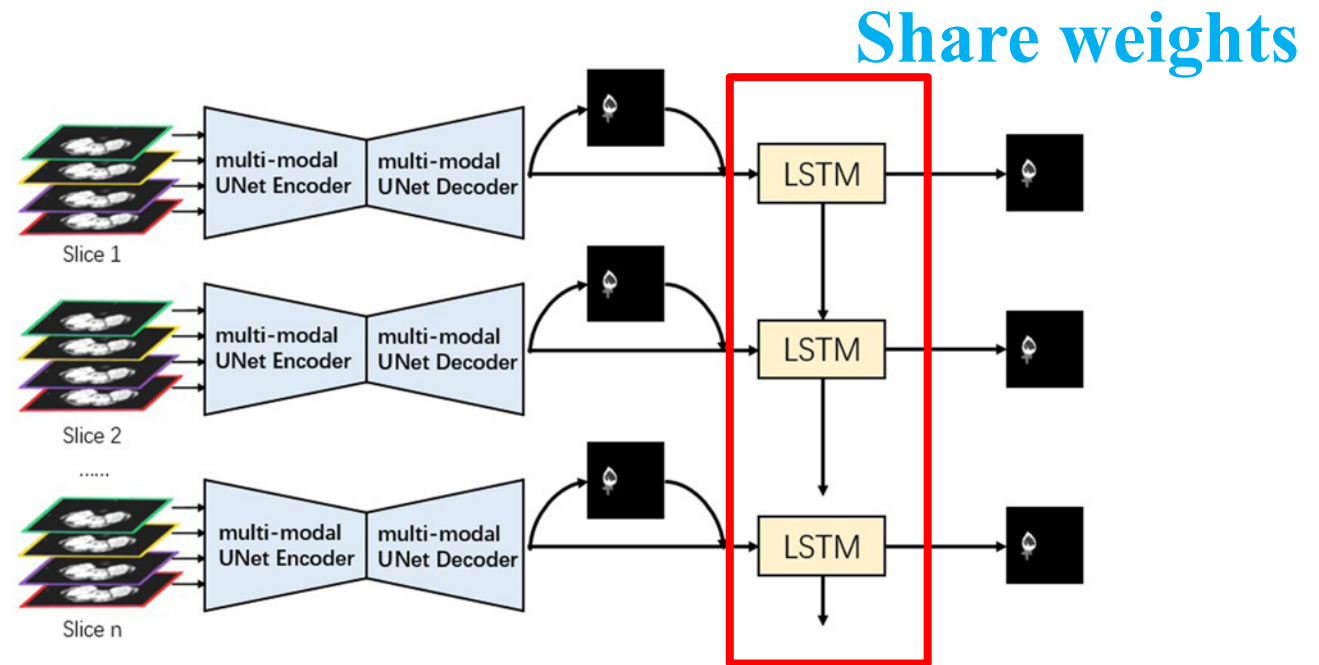 Share weights
multi-modal
UNet Encoder
multi-modal
UNet Decoder
LSTM
Slice 1
multi-modal
UNet Encoder
multi-modal
UNet Decoder
LSTM
Slice 2
......
multi-modal
UNet Encoder
multi-modal
UNet Decoder
LSTM
Slice n